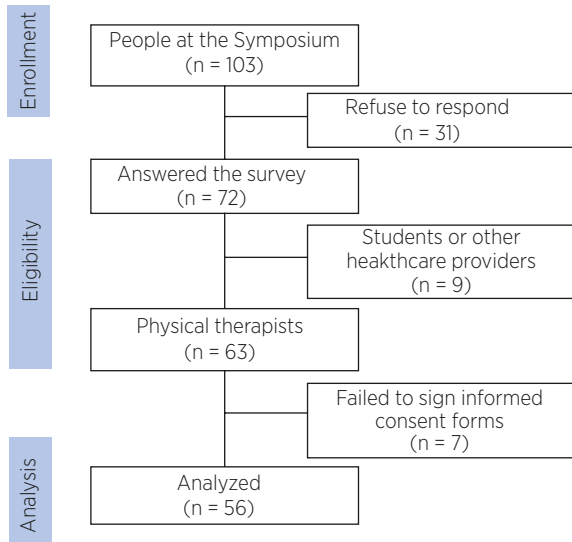 Enrollment
People at the Symposium
(n = 103)
Refuse to respond
(n = 31)
Eligibility
Answered the survey
(n = 72)
Students or other
heakthcare providers
(n = 9)
Physical therapists
(n = 63)
Failed to sign informed
consent forms
(n = 7)
Analysis
Analyzed
(n = 56)